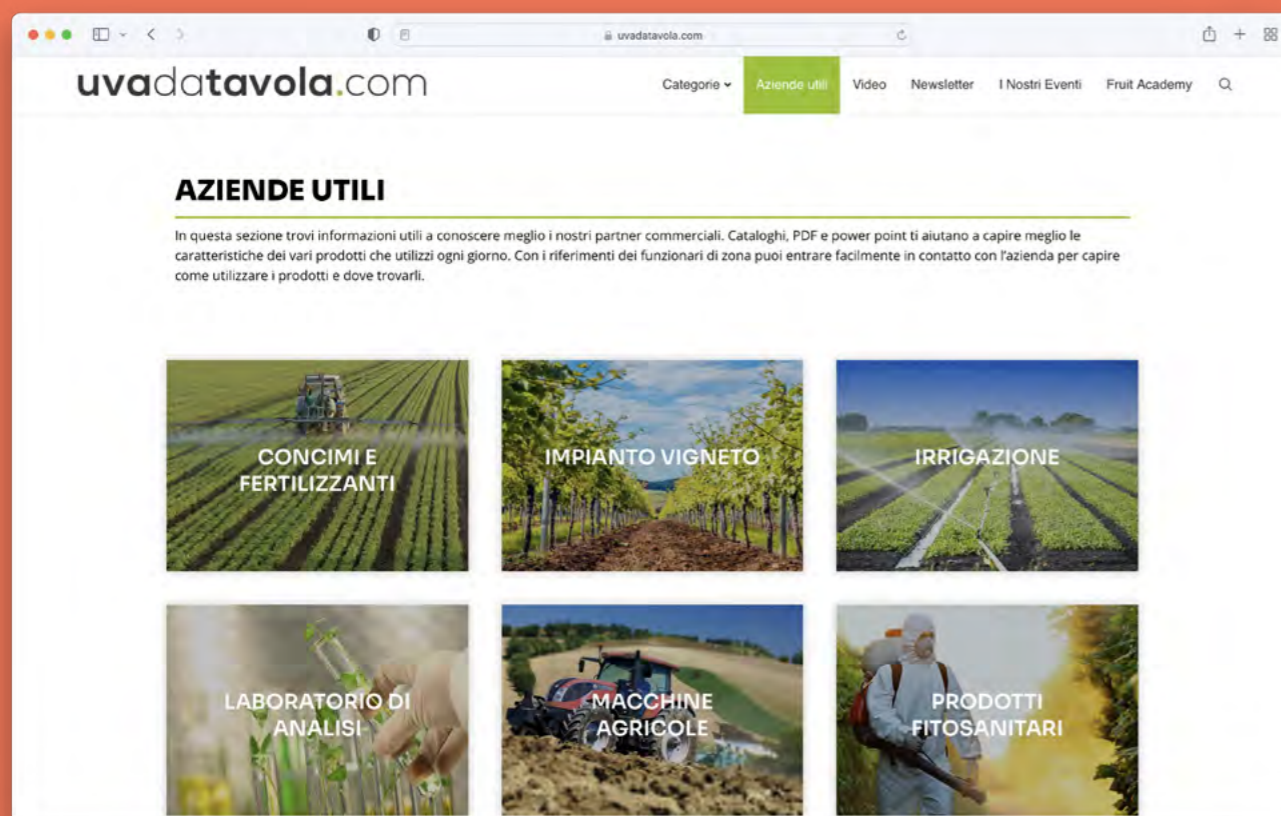 uvadatavola.com
uvadatavola.com
Categorie
Aziende utili
Video
Newsletter
I Nostri Eventi
Fruit Academy
AZIENDE UTILI
In questa sezione trovi informazioni utili a conoscere meglio i nostri partner commerciali. Cataloghi, PDF e power point ti aiutano a capire meglio le
caratteristiche dei vari prodotti che utilizzi ogni giorno. Con i riferimenti dei funzionari di zona puoi entrare facilmente in contatto con l'azienda per capire
come utilizzare i prodotti e dove trovarli.
CONCIMI E
FERTILIZZANTI
IMPIANTO VIGNETO
IRRIGAZIONE
LABORATORIO DI
ANALISI
MACCHINE
AGRICOLE
PRODOTTI
FITOSANITARI